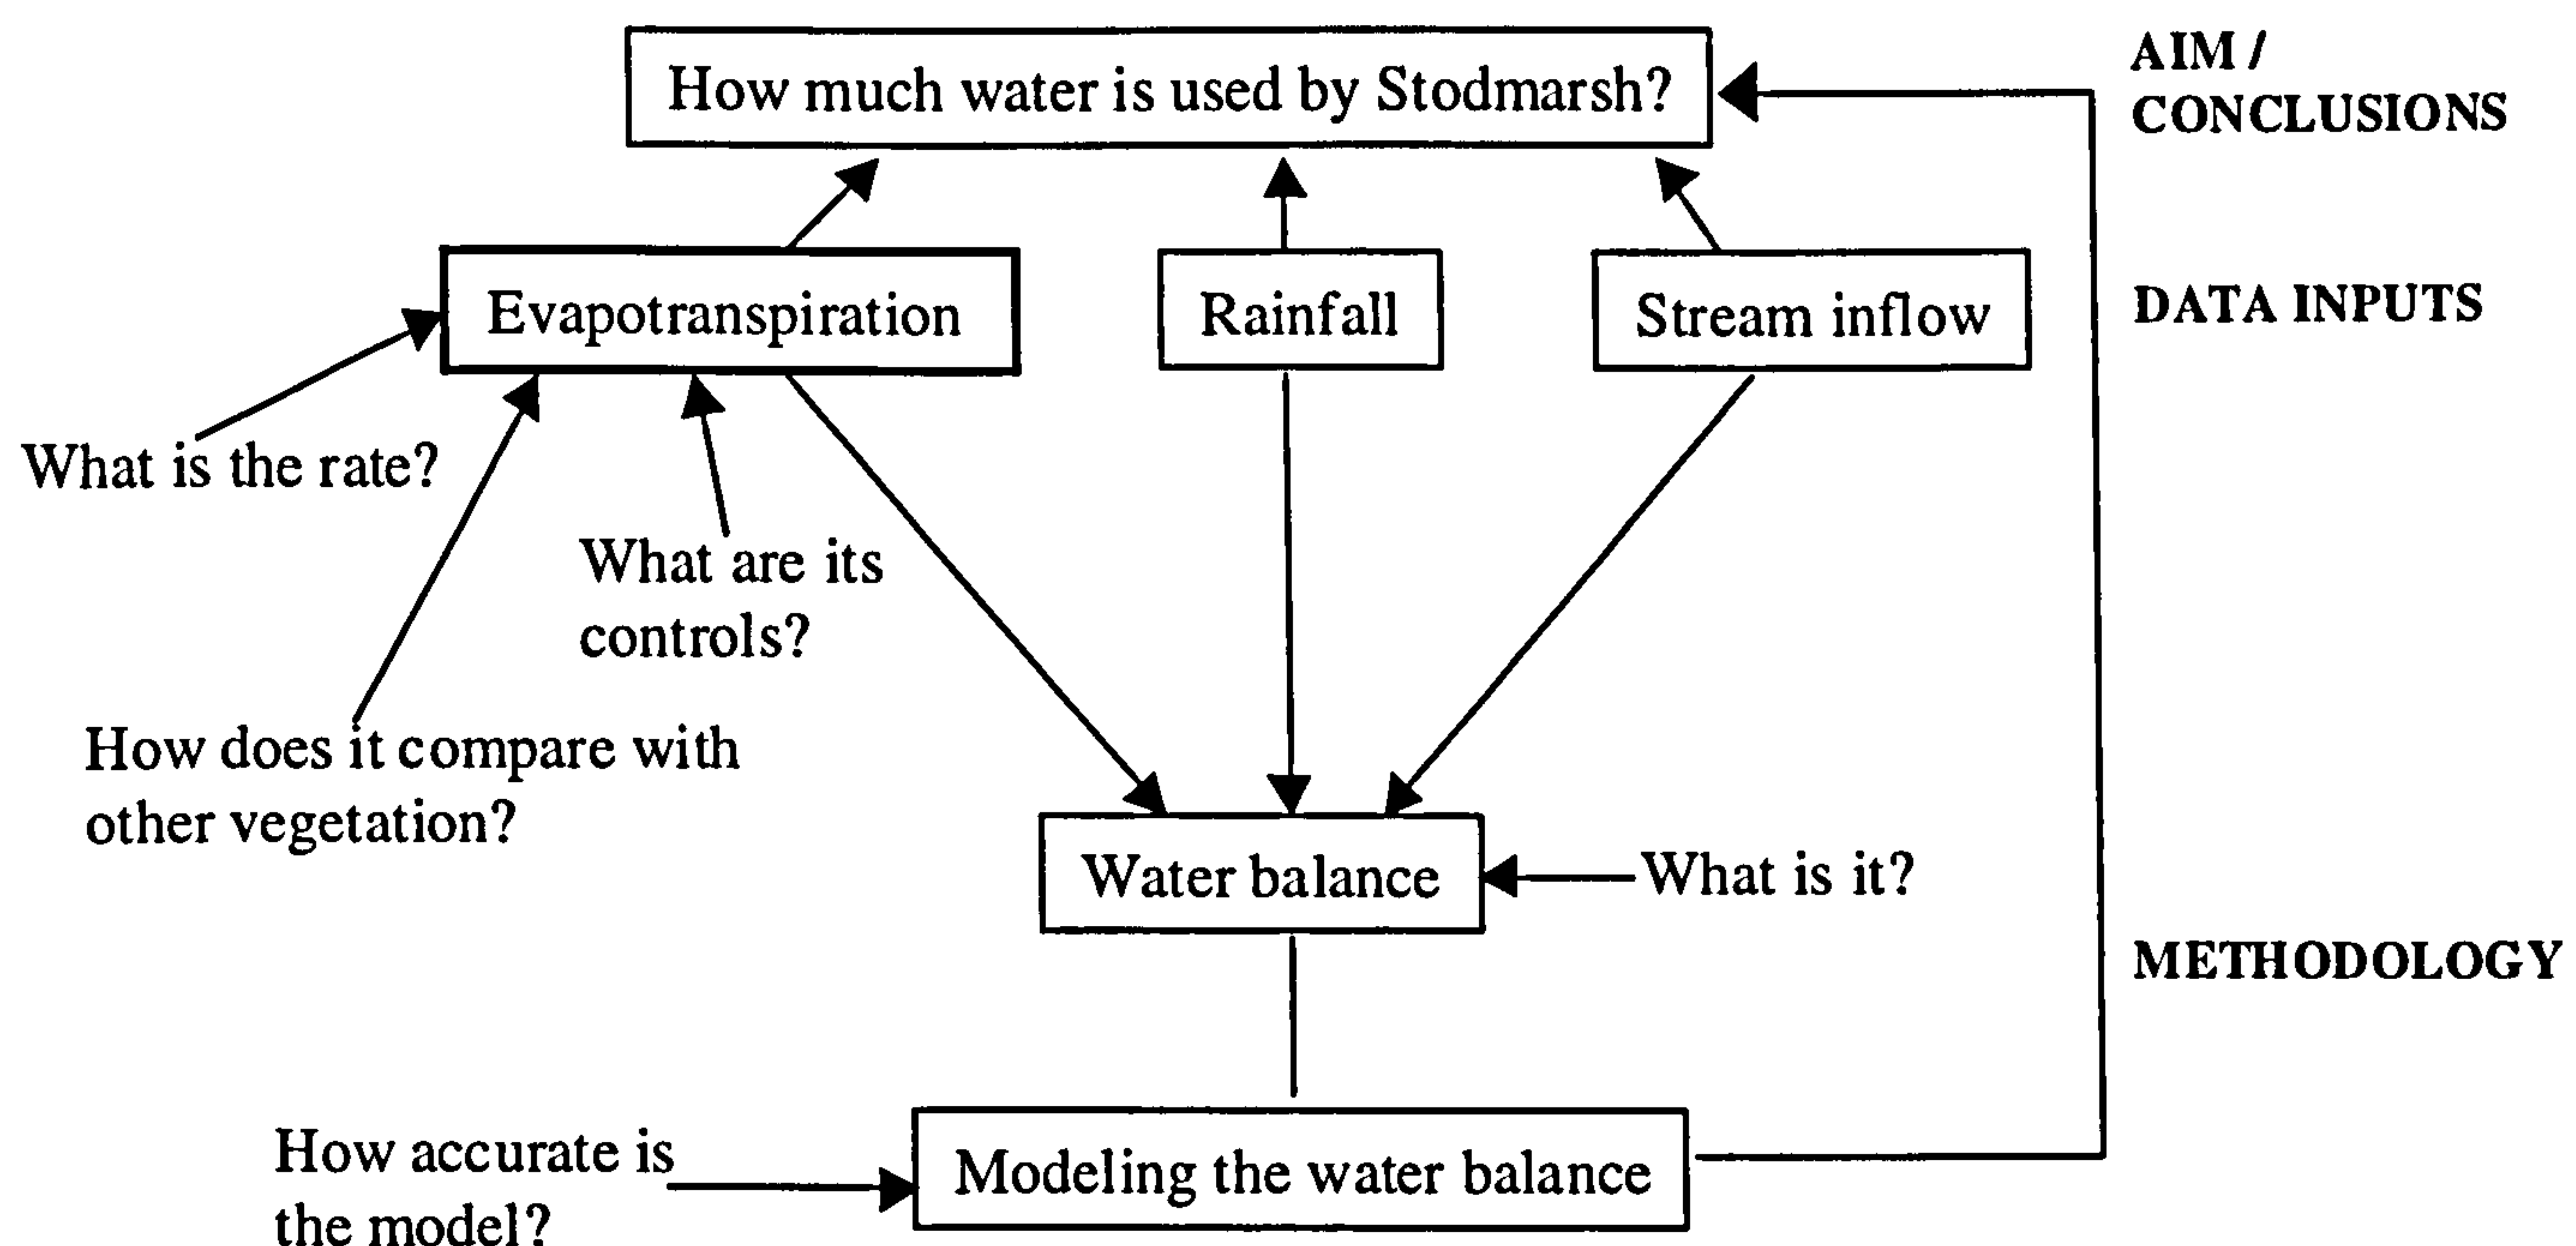 How much water is used by Stodmarsh?
AIM /
CONCLUSIONS
Evapotranspiration
Rainfall
Stream inflow
DATA INPUTS
What is the rate?
What are its
controls?
How does it compare with
other vegetation?
Water balance
What is it?
METHODOLOGY
How accurate is
the model?
Modeling the water balance